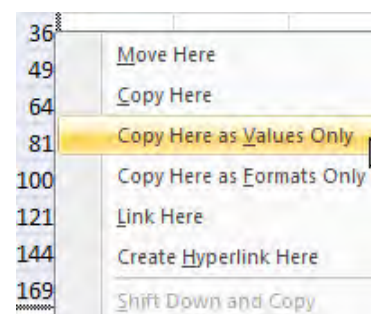 36
49 Move Here
64 Copy Here
81 Copy Here as Values Only
100 Copy Here as Formats Only
121 Link Here
144 Create Hyperlink Here
169 Shift Down and Copy